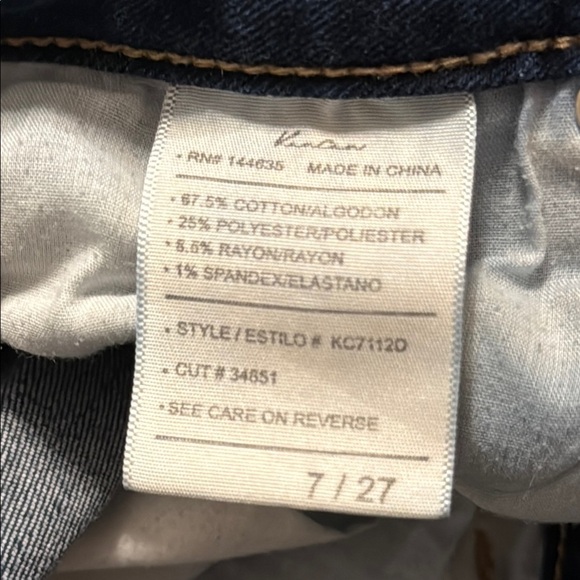 KanCan
• RN# 144635 MADE IN CHINA
• 67.5% COTTON/ALGODON
• 25% POLYESTER/POLIESTER
• 6.5% RAYON/RAYON
• 1% SPANDEX/ELASTANO
• STYLE / ESTILO # KC7112D
• CUT # 34651
• SEE CARE ON REVERSE
7 / 27